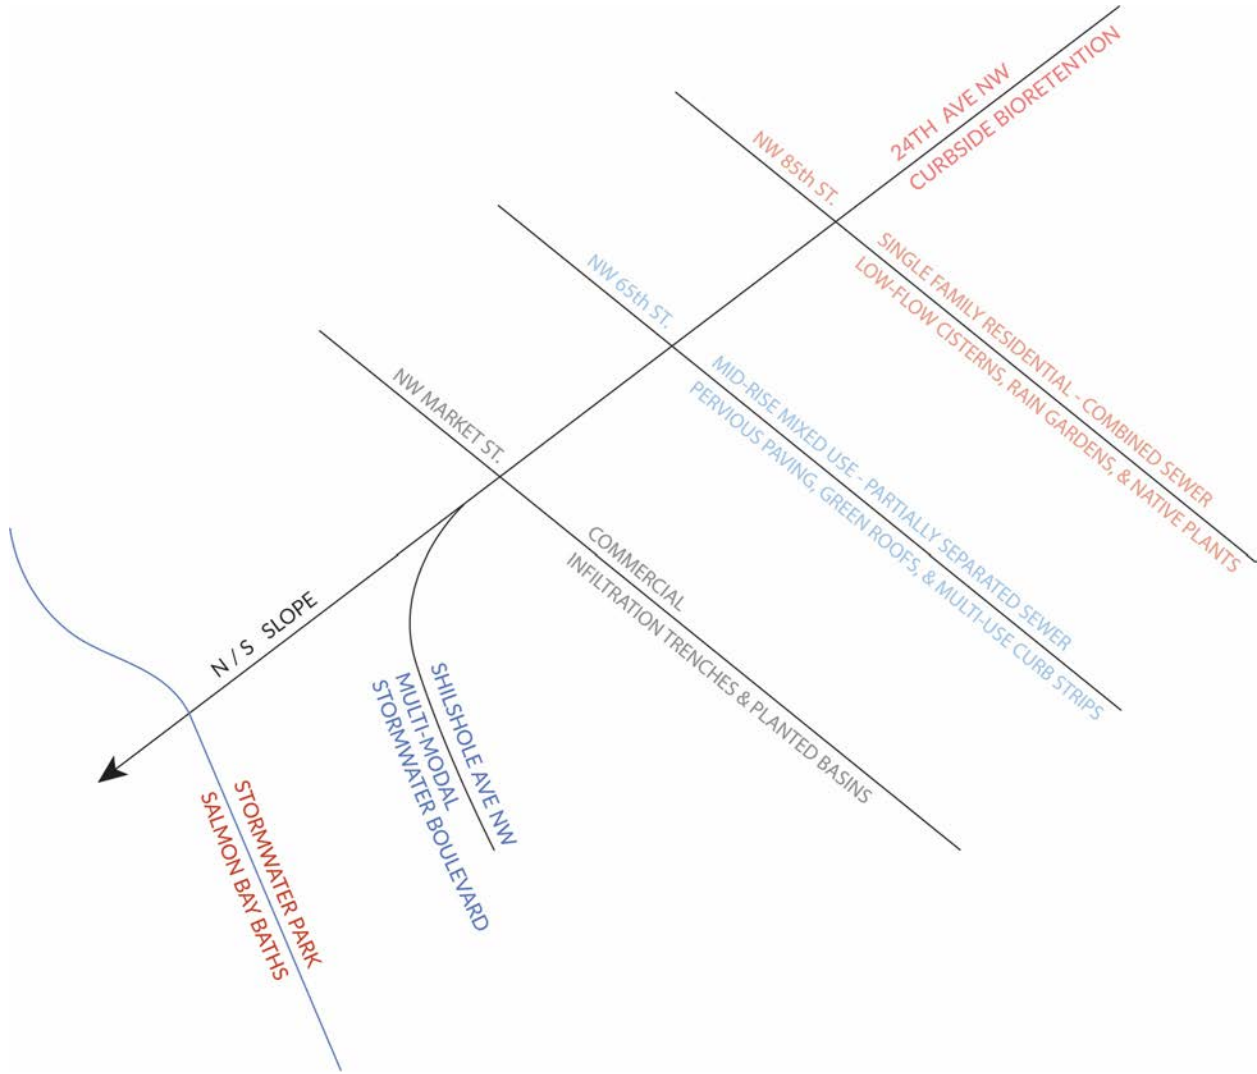 24TH AVE NW
CURBSIDE BIORETENTION
NW 85th ST.
SINGLE FAMILY RESIDENTIAL - COMBINED SEWER
LOW-FLOW CISTERNS, RAIN GARDENS, & NATIVE PLANTS
NW 65th ST.
MID-RISE MIXED USE - PARTIALLY SEPARATED SEWER
PERVIOUS PAVING, GREEN ROOFS, & MULTI-USE CURB STRIPS
NW MARKET ST.
COMMERCIAL
INFILTRATION TRENCHES & PLANTED BASINS
N / S SLOPE
SHILSHOLE AVE NW
MULTI-MODAL
STORMWATER BOULEVARD
STORMWATER PARK
SALMON BAY BATHS